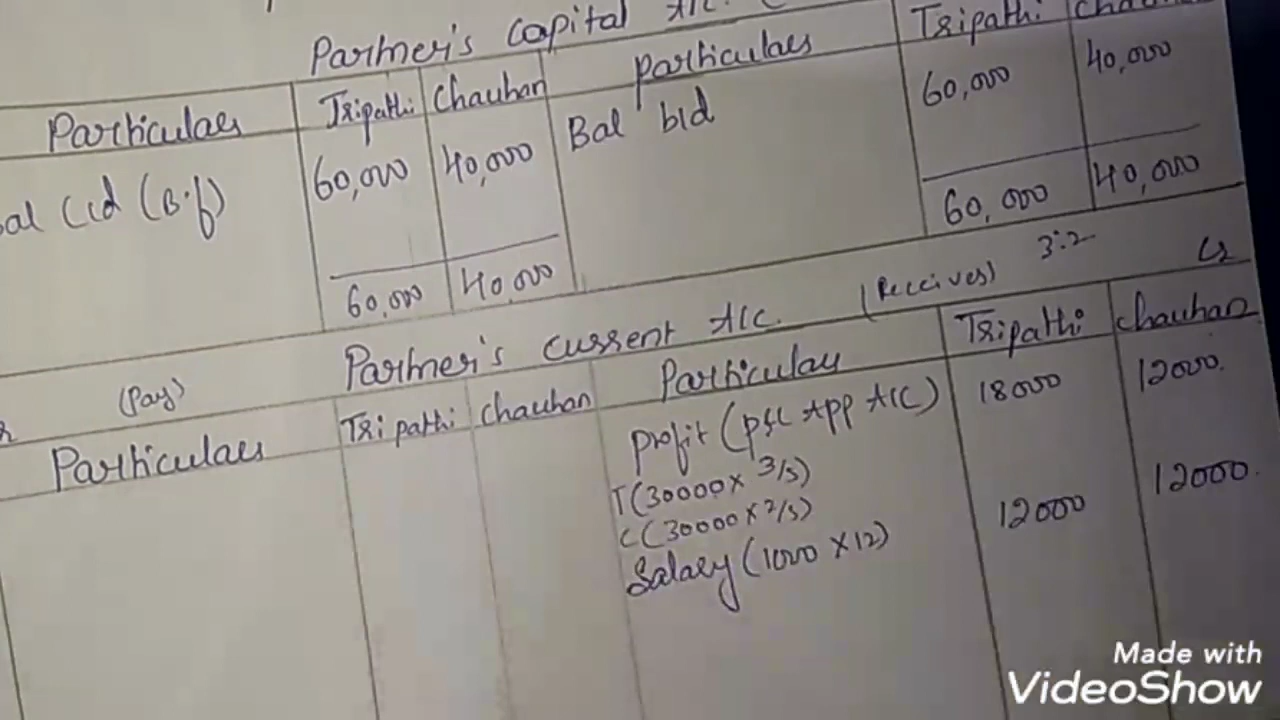 Partner's Capital A/c.
Particulars Tripathi Chauhan Particulars Tripathi
Bal C/d (B.f) 60,000 40,000 Bal b/d 60,000 40,000
60,000 40,000 60,000 40,000
Partner's Current A/c. (Receives) 3:2 Cr
(Pay)
Particulars Tripathi Chauhan Particulars Tripathi Chauhan
Profit (P&L App A/C) 18000 12000.
T(30000 x 3/5)
C(30000 x 2/5)
Salary (1000 x 12) 12000 12000.
Made with
VideoShow